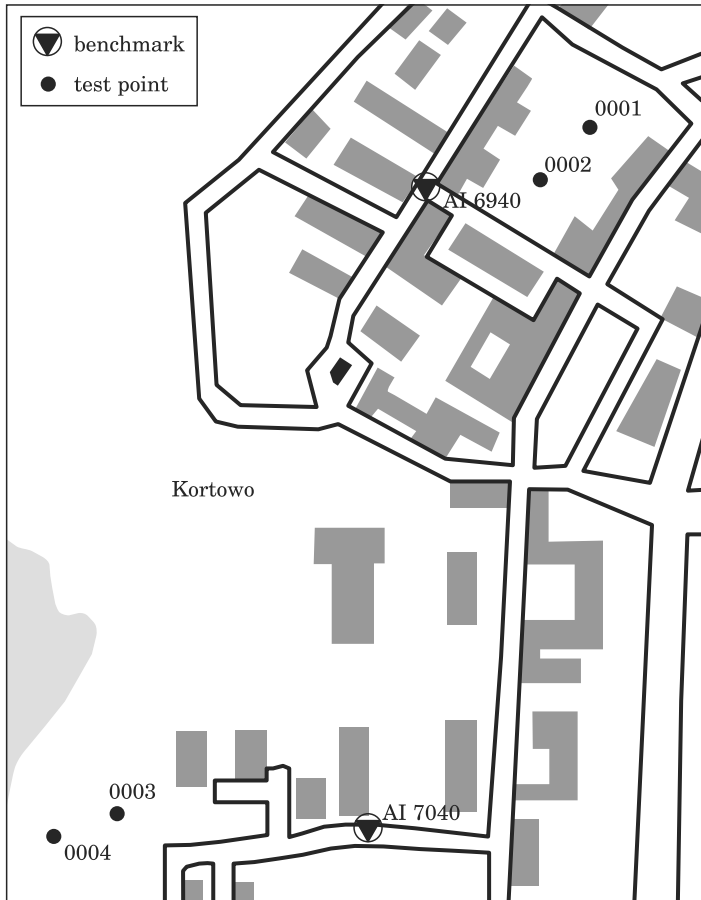 benchmark
test point
0001
0002
AI 6940
Kortowo
0003
AI 7040
0004